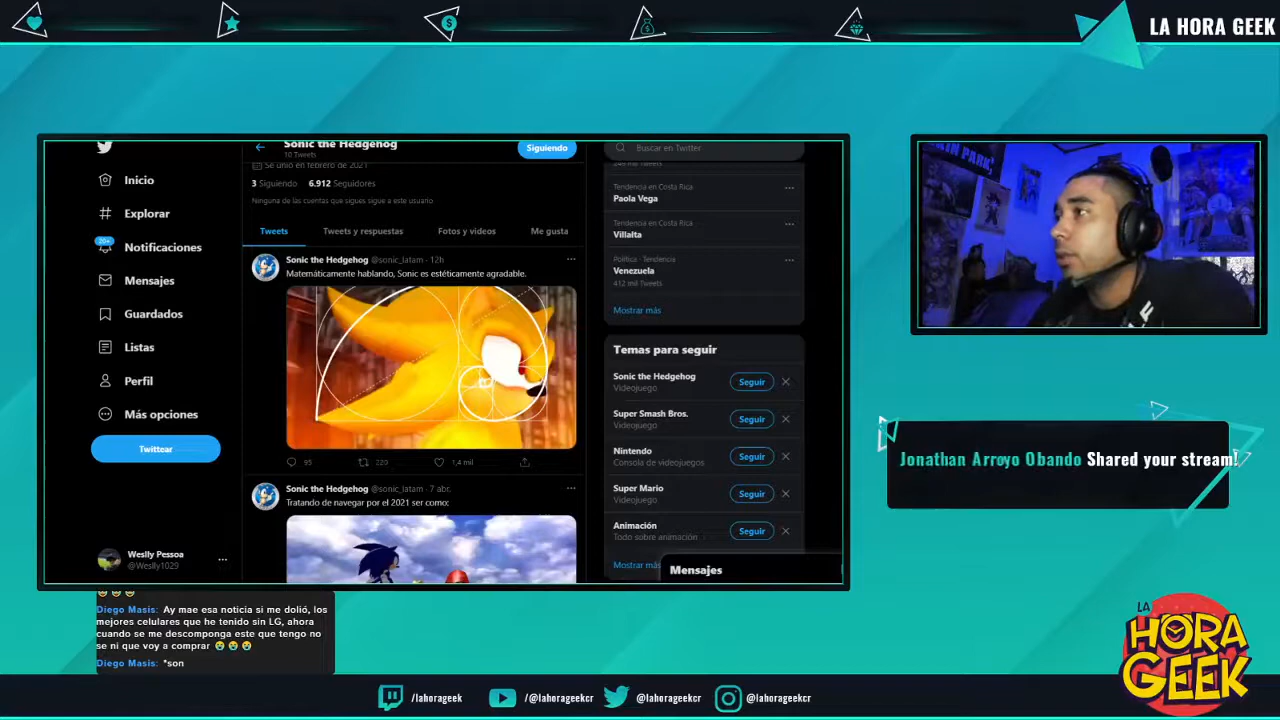 LA HORA GEEK
Sonic the Hedgehog
10 Tweets
Siguiendo
Buscar en Twitter
Inicio
Explorar
20+
Notificaciones
Mensajes
Guardados
Listas
Perfil
Más opciones
Twittear
Weslly Pessoa
@Weslly1029
Se unió en febrero de 2021
3 Siguiendo 6.912 Seguidores
Ninguna de las cuentas que sigues sigue a este usuario
Tweets
Tweets y respuestas
Fotos y videos
Me gusta
Sonic the Hedgehog @sonic_latam · 12h
Matemáticamente hablando, Sonic es estéticamente agradable.
95
220
1,4 mil
Sonic the Hedgehog @sonic_latam · 7 abr.
Tratando de navegar por el 2021 ser como:
Tendencia en Costa Rica
Paola Vega
Tendencia en Costa Rica
Villalta
Política · Tendencia
Venezuela
412 mil Tweets
Mostrar más
Temas para seguir
Sonic the Hedgehog
Videojuego
Seguir
Super Smash Bros.
Videojuego
Seguir
Nintendo
Consola de videojuegos
Seguir
Super Mario
Videojuego
Seguir
Animación
Todo sobre animación
Seguir
Mostrar más
Mensajes
Jonathan Arroyo Obando Shared your stream!
Diego Masis: Ay mae esa noticia si me dolió, los
mejores celulares que he tenido sin LG, ahora
cuando se me descomponga este que tengo no
se ni que voy a comprar 😭😭😭
Diego Masis: *son
/lahorageek
/@lahorageekcr
@lahorageekcr
@lahorageekcr
LA
HORA
GEEK